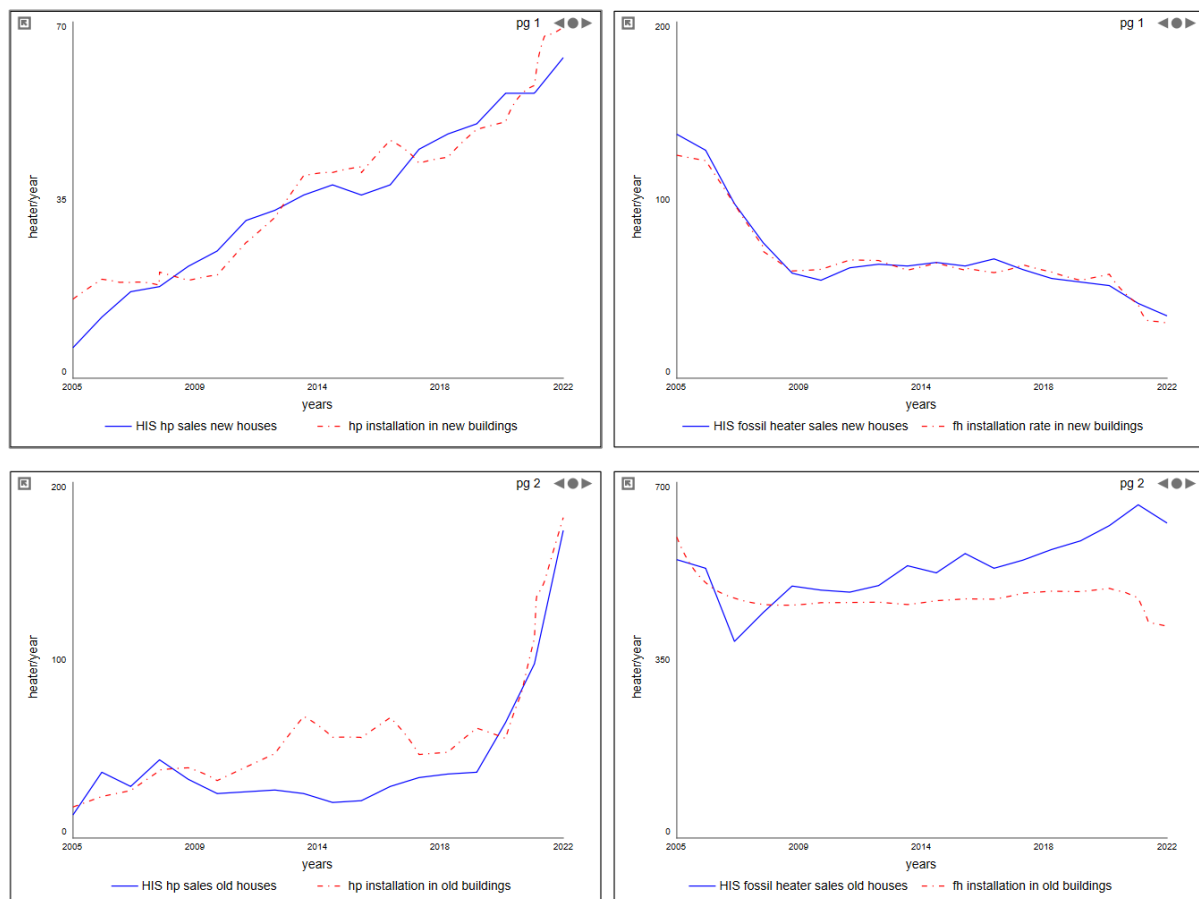 pg 1
70
35
0
heater/year
2005 2009 2014 2018 2022
years
HIS hp sales new houses hp installation in new buildings
pg 1
200
100
0
heater/year
2005 2009 2014 2018 2022
years
HIS fossil heater sales new houses fh installation rate in new buildings
pg 2
200
100
0
heater/year
2005 2009 2014 2018 2022
years
HIS hp sales old houses hp installation in old buildings
pg 2
700
350
0
heater/year
2005 2009 2014 2018 2022
years
HIS fossil heater sales old houses fh installation in old buildings